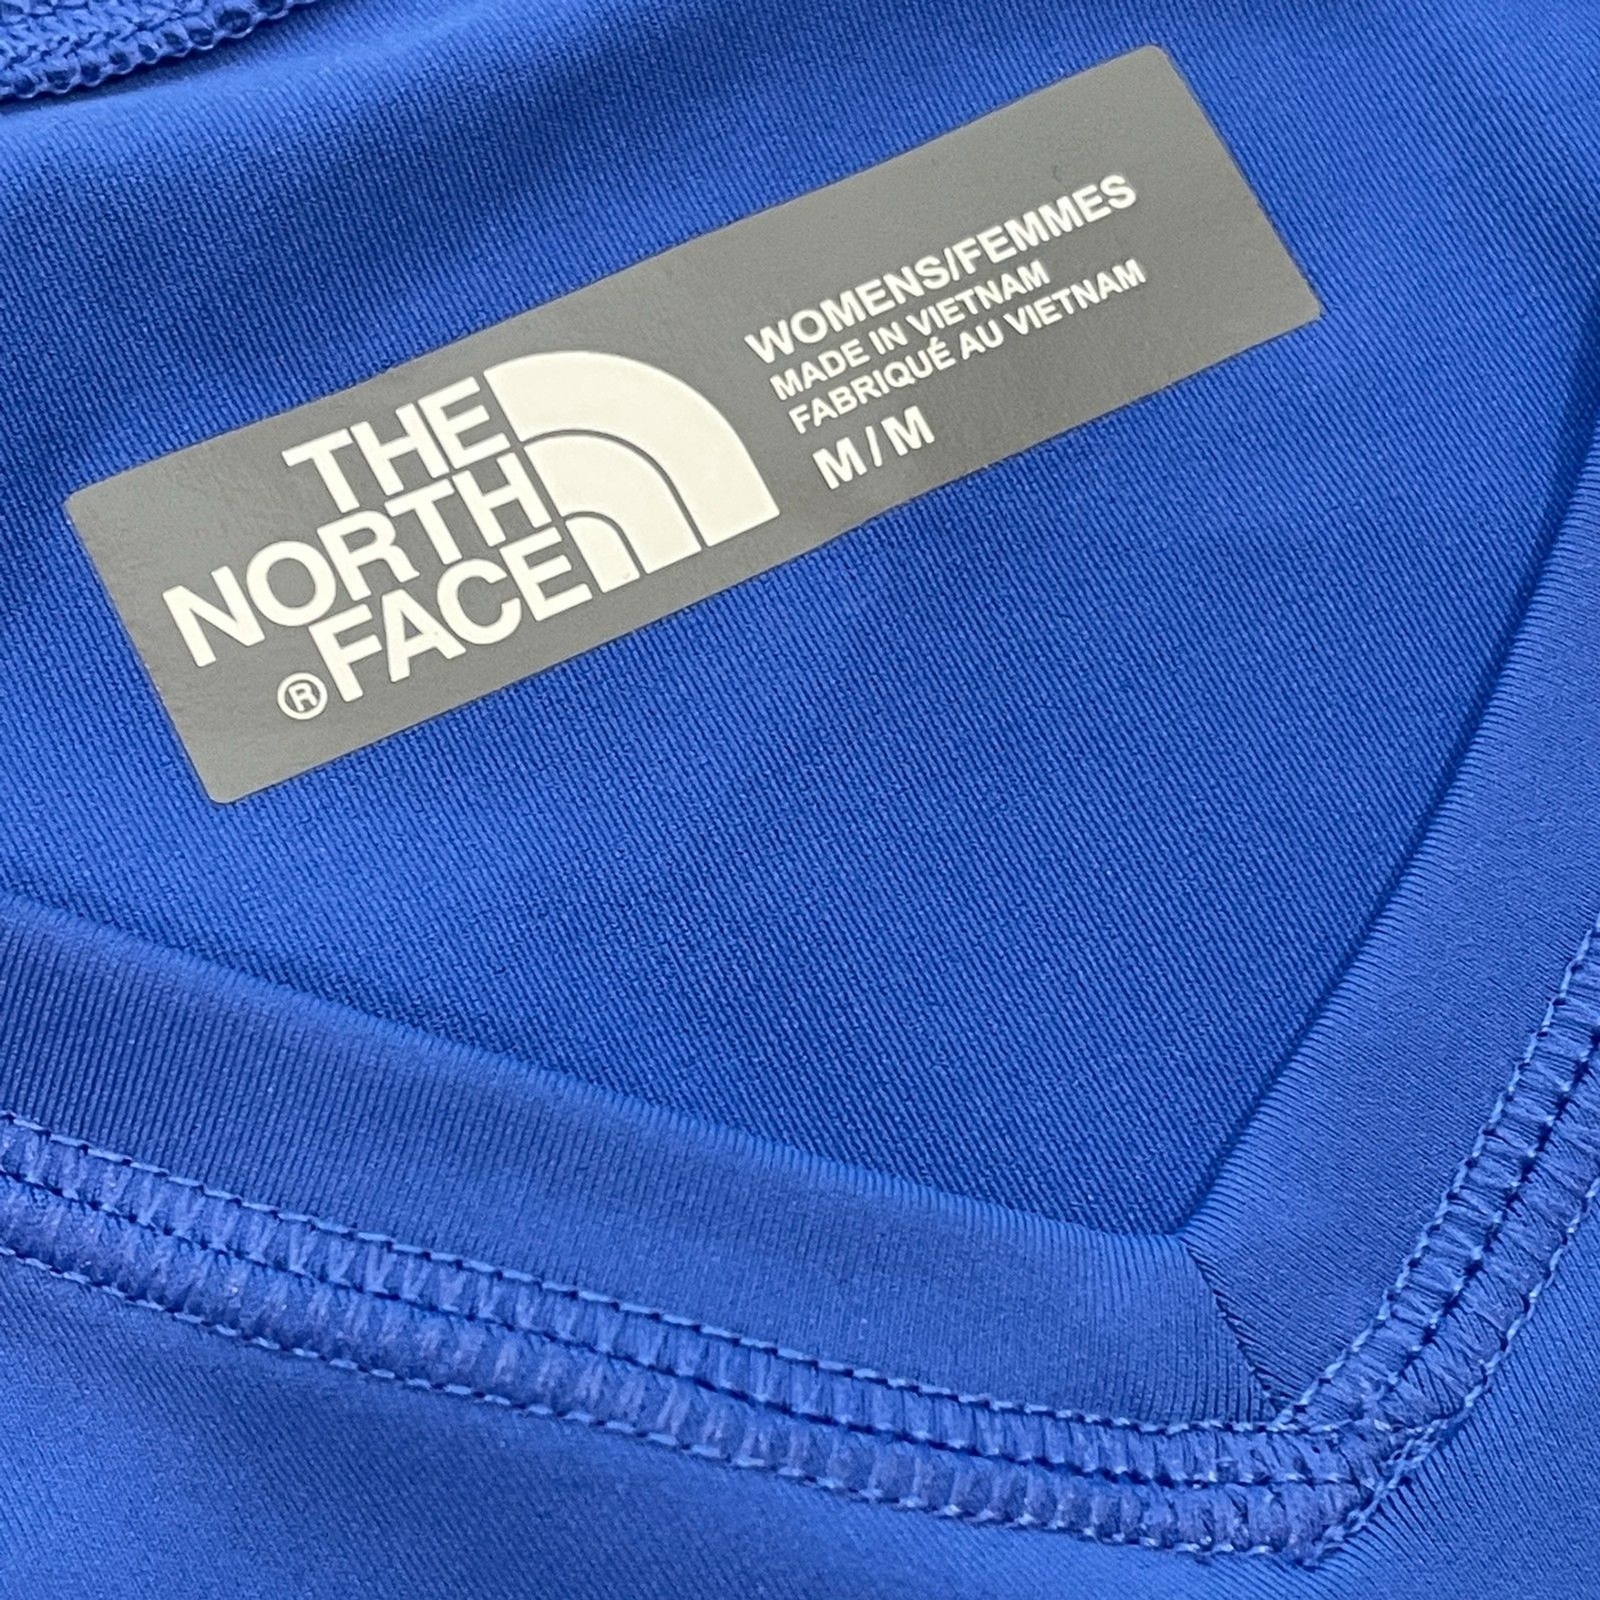 THE
NORTH
®FACE
WOMENS/FEMMES
MADE IN VIETNAM
FABRIQUÉ AU VIETNAM
M/M